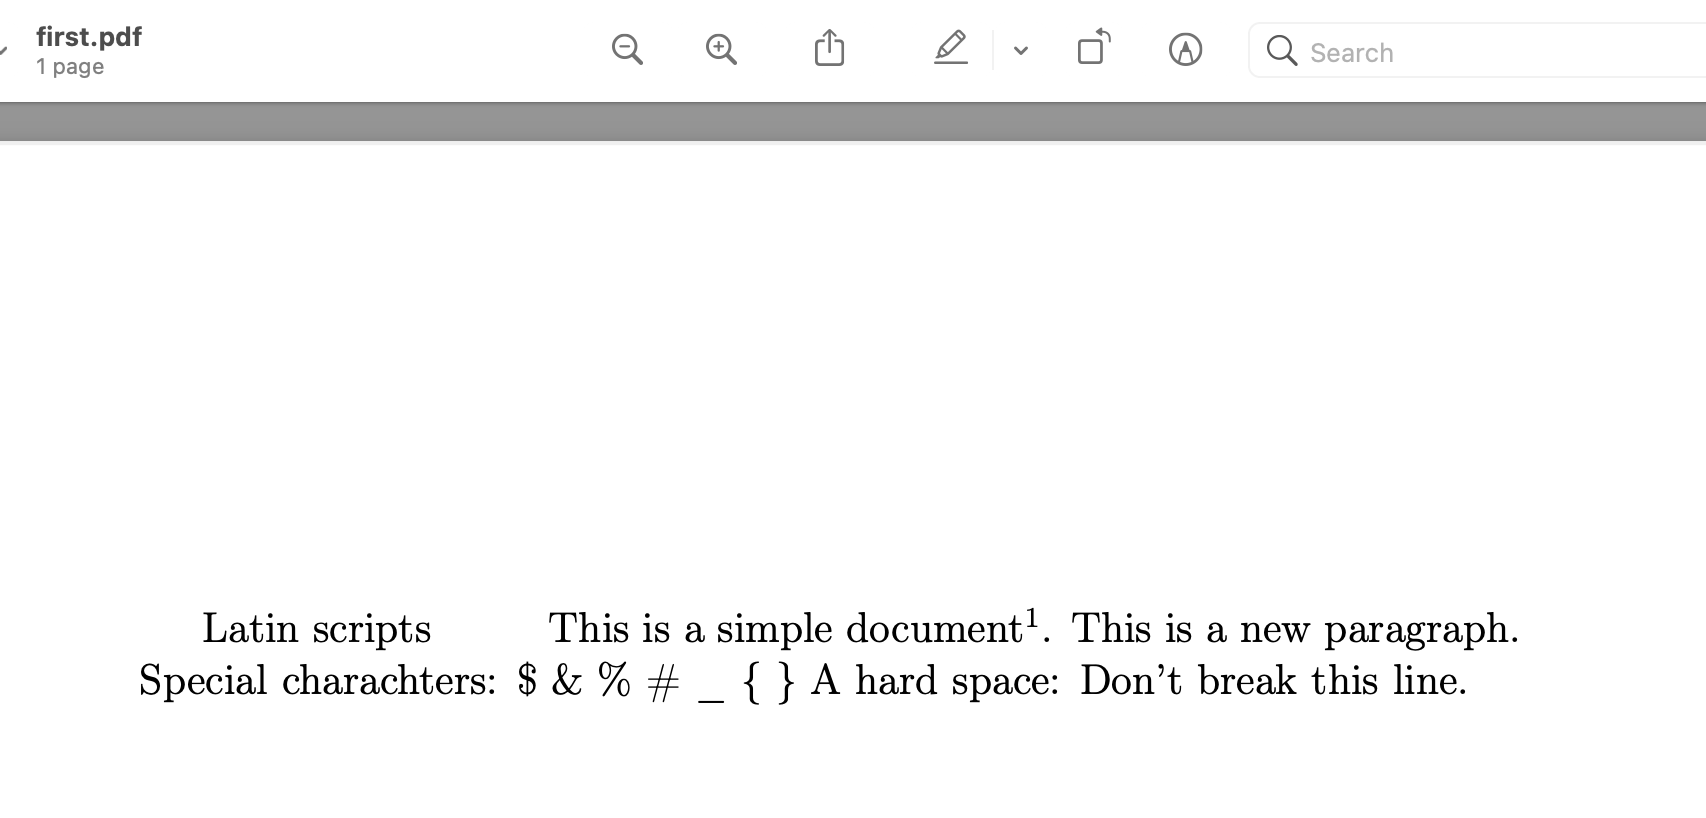 first.pdf
1 page
Search
Latin scripts This is a simple document¹. This is a new paragraph.
Special charachters: $ & % # _ { } A hard space: Don’t break this line.